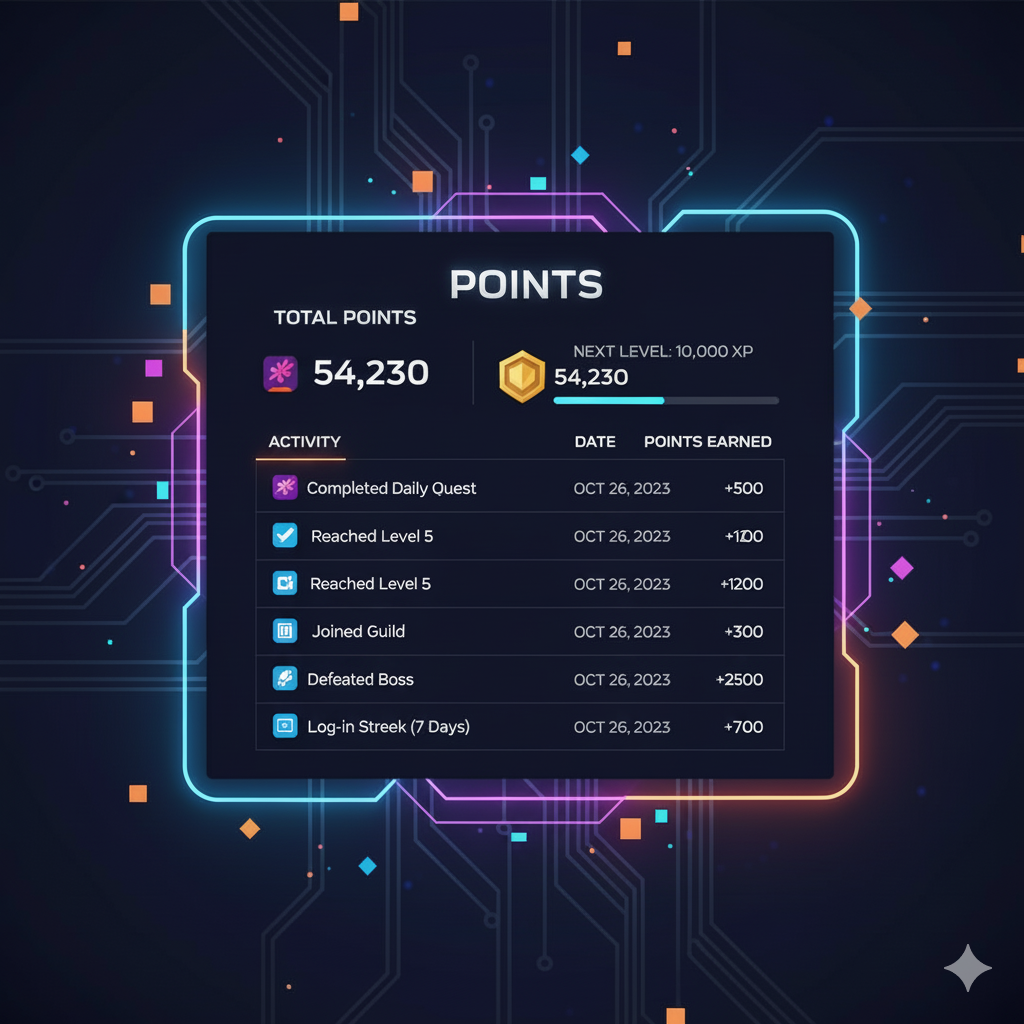 POINTS
TOTAL POINTS
54,230
NEXT LEVEL: 10,000 XP
54,230
ACTIVITY DATE POINTS EARNED
Completed Daily Quest OCT 26, 2023 +500
Reached Level 5 OCT 26, 2023
Reached Level 5 OCT 26, 2023 +1200
Joined Guild OCT 26, 2023 +300
Defeated Boss OCT 26, 2023 +2500
Log-in Streek (7 Days) OCT 26, 2023 +700